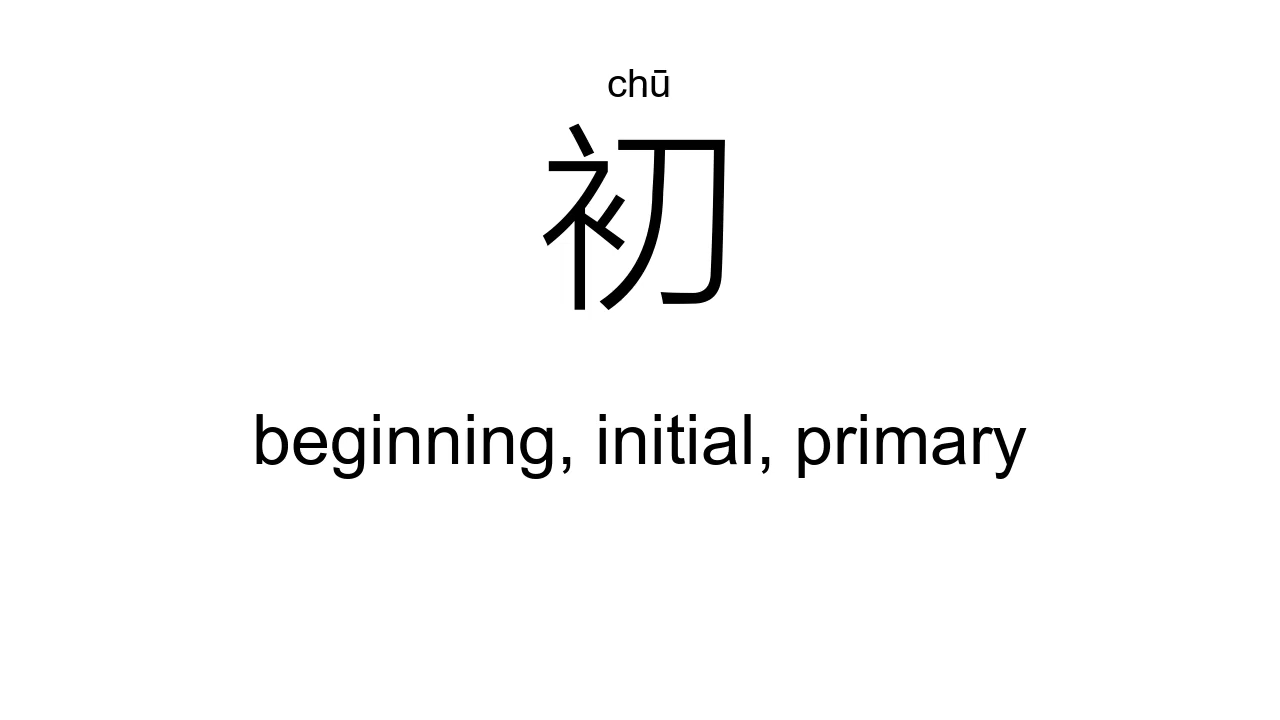 chū
初
beginning, initial, primary